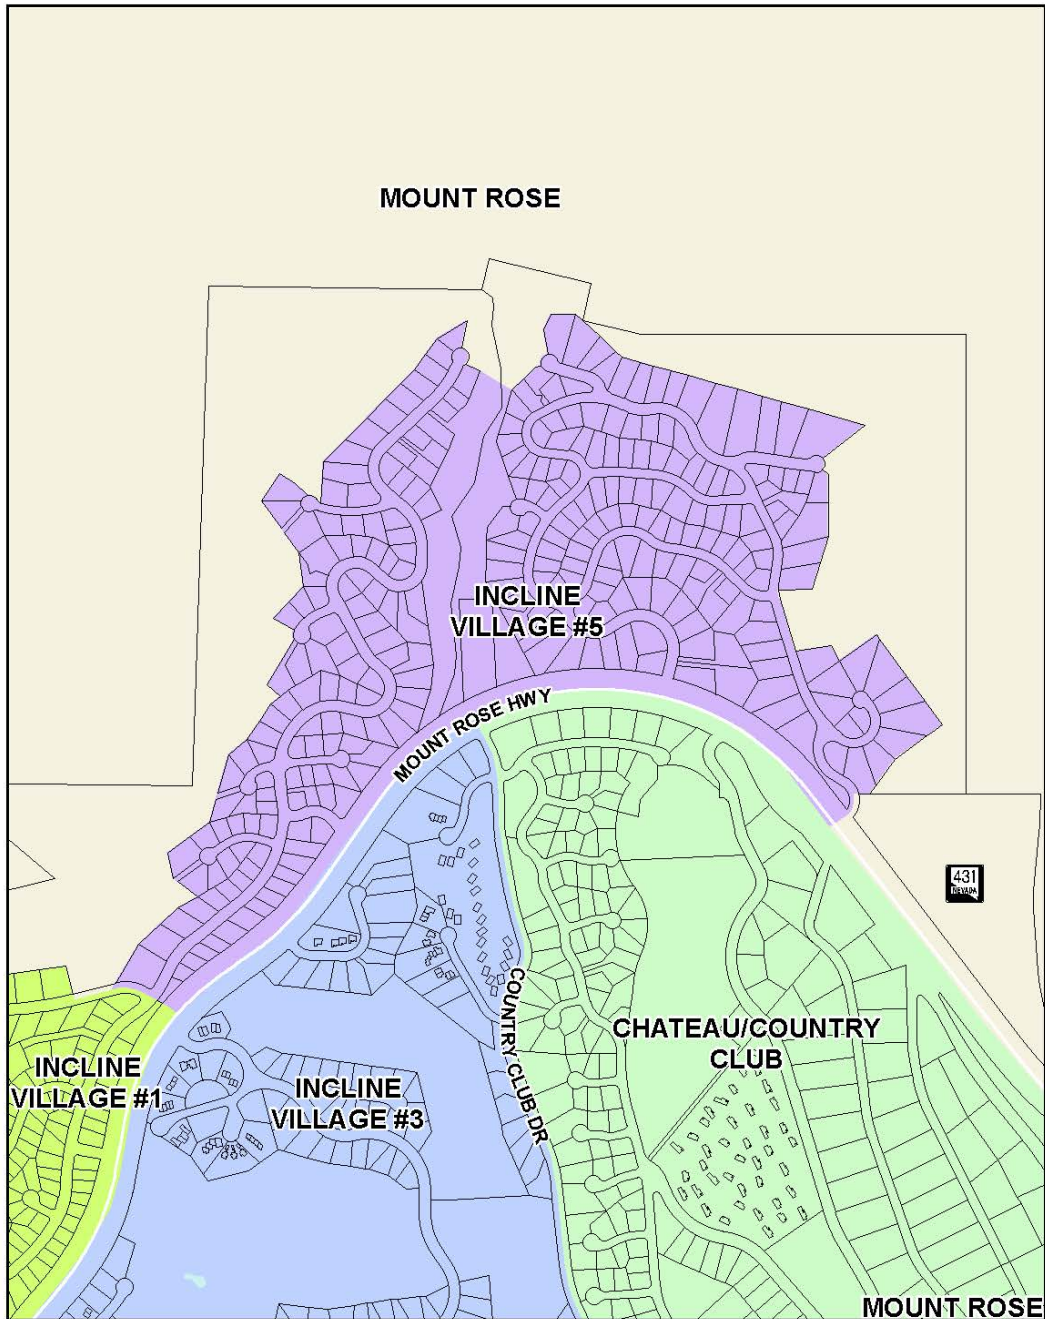 MOUNT ROSE
INCLINE
VILLAGE #5
MOUNT ROSE HWY
431
NEVADA
COUNTRY CLUB DR
CHATEAU/COUNTRY
CLUB
INCLINE
VILLAGE #1
INCLINE
VILLAGE #3
MOUNT ROSE